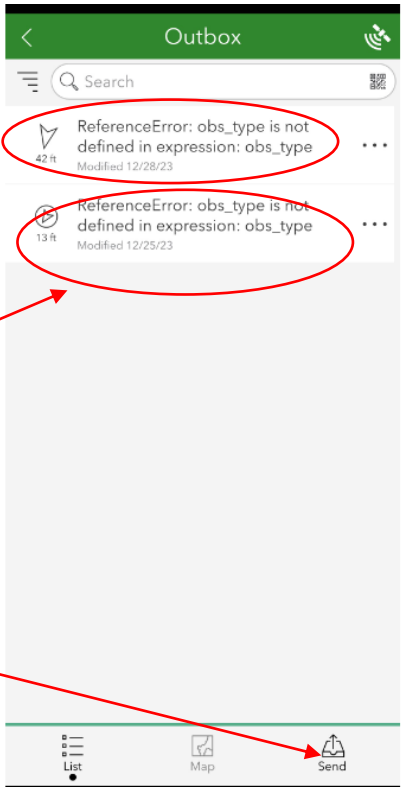 Outbox
Search
ReferenceError: obs_type is not
defined in expression: obs_type
42 ft
Modified 12/28/23
ReferenceError: obs_type is not
defined in expression: obs_type
13 ft
Modified 12/25/23
List
Map
Send